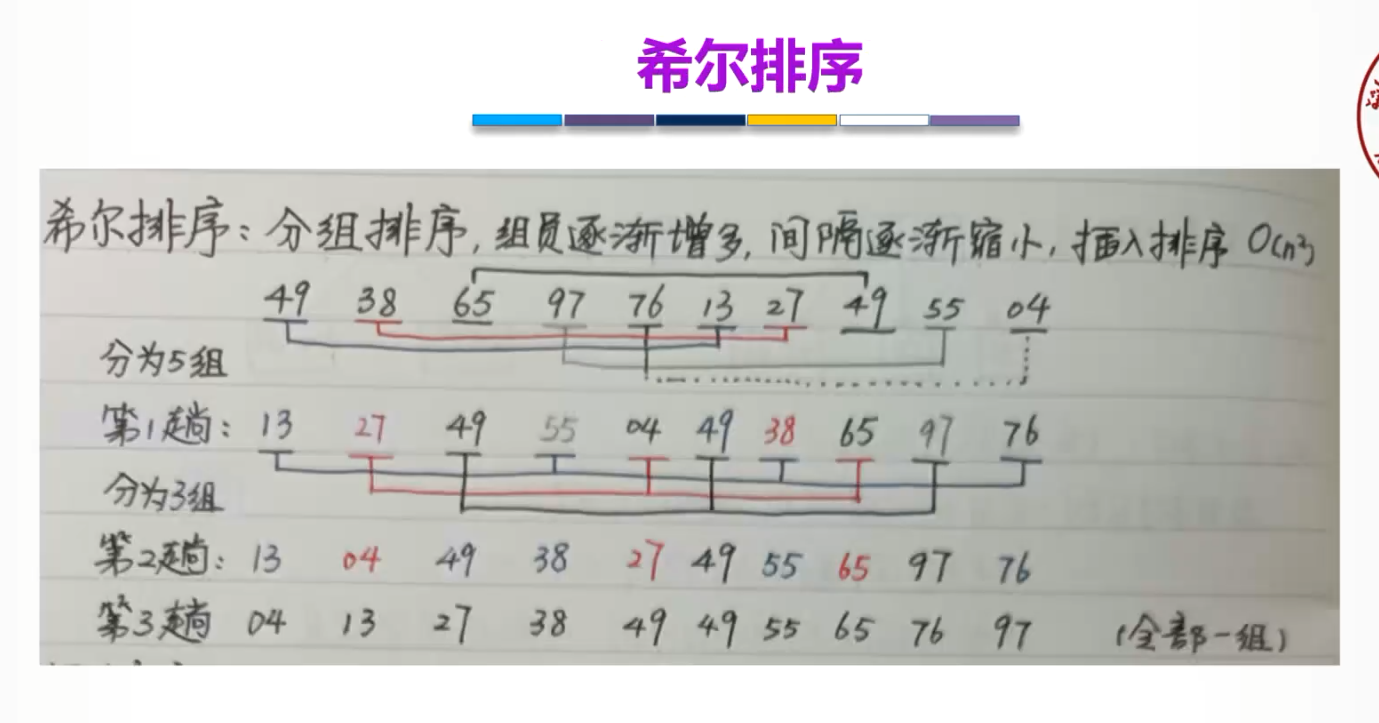 希尔排序
希尔排序：分组排序，组员逐渐增多，间隔逐渐缩小，插入排序 O(n²)
49 38 65 97 76 13 27 49 55 04
分为5组
第1趟：13 27 49 55 04 49 38 65 97 76
分为3组
第2趟：13 04 49 38 27 49 55 65 97 76
第3趟 04 13 27 38 49 49 55 65 76 97 （全部一组）